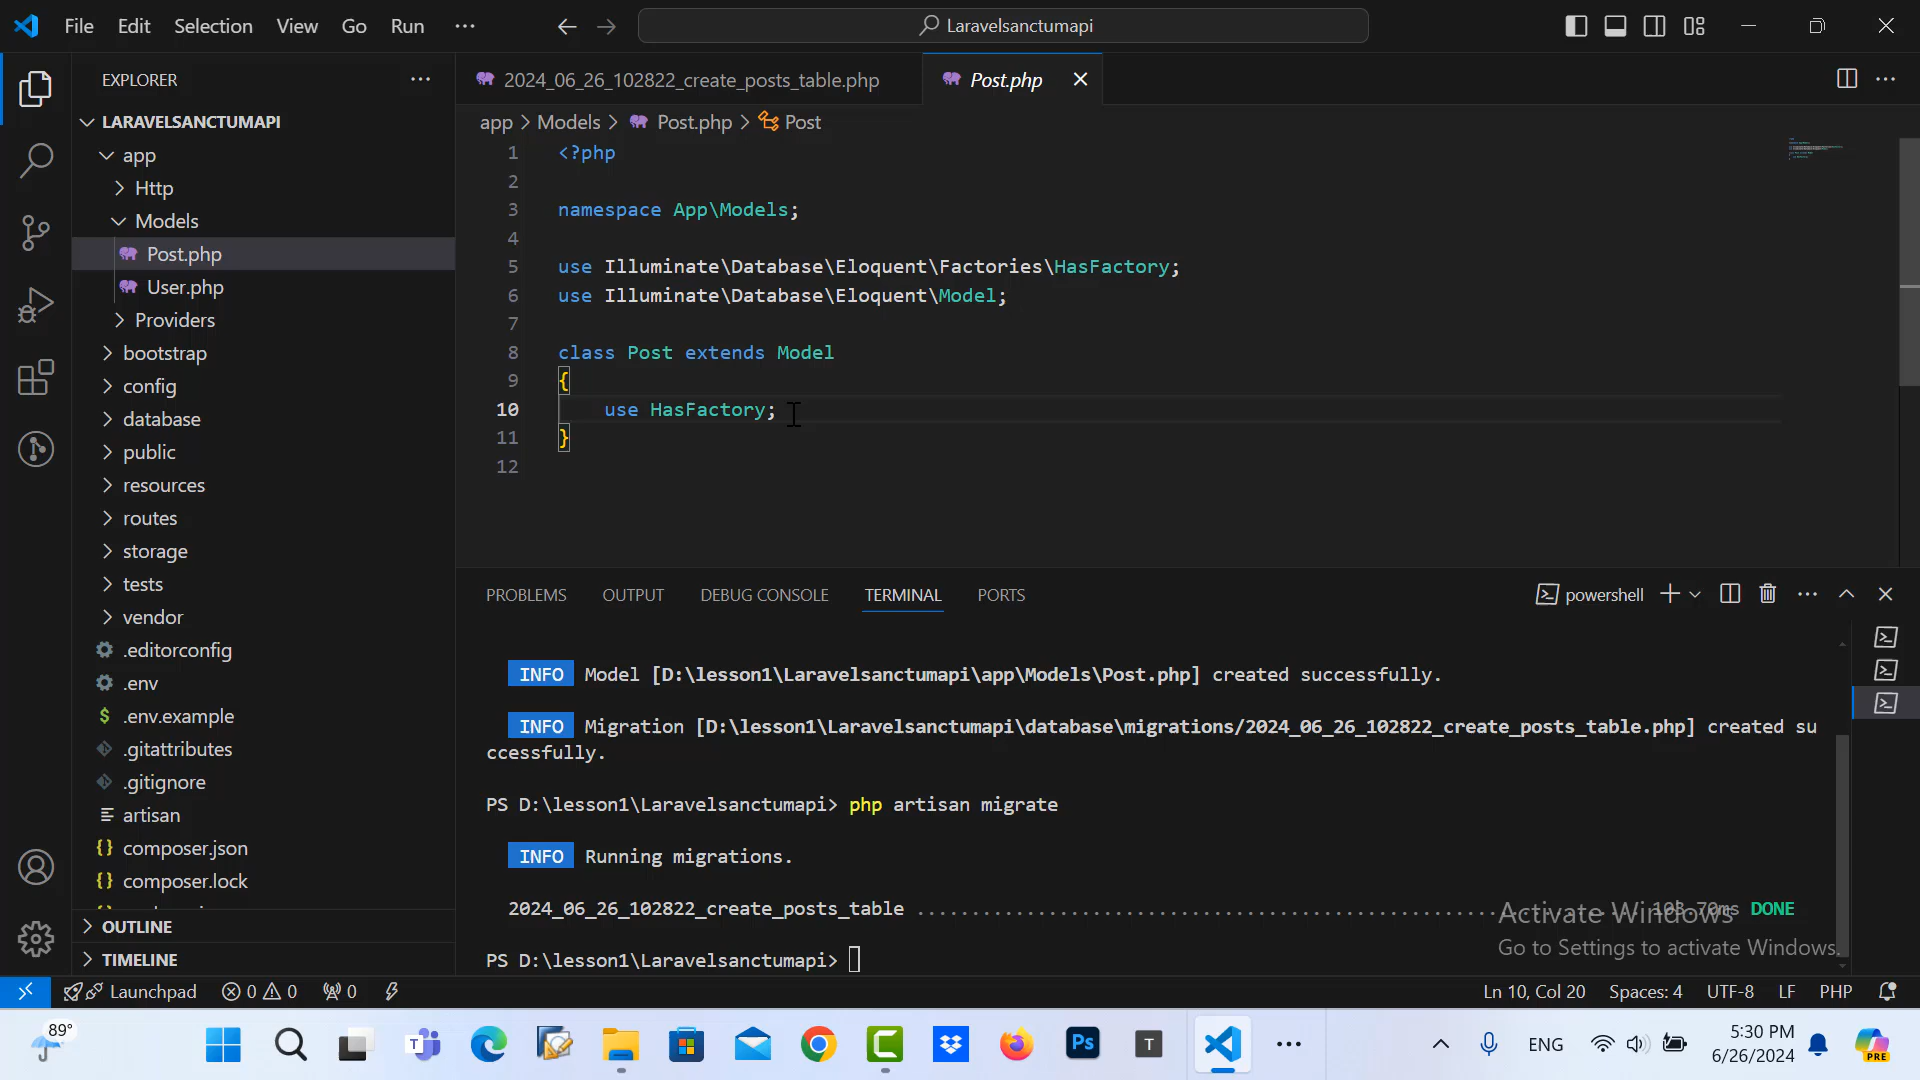 File Edit Selection View Go Run ···
Laravelsanctumapi
EXPLORER
LARAVELSANCTUMAPI
app
Http
Models
Post.php
User.php
Providers
bootstrap
config
database
public
resources
routes
storage
tests
vendor
.editorconfig
.env
$ .env.example
.gitattributes
.gitignore
artisan
{} composer.json
{} composer.lock
OUTLINE
TIMELINE
2024_06_26_102822_create_posts_table.php
Post.php
app > Models > Post.php > Post
1 <?php
2
3 namespace App\Models;
4
5 use Illuminate\Database\Eloquent\Factories\HasFactory;
6 use Illuminate\Database\Eloquent\Model;
7
8 class Post extends Model
9 {
10 use HasFactory;
11 }
12
PROBLEMS OUTPUT DEBUG CONSOLE TERMINAL PORTS
powershell
INFO Model [D:\lesson1\Laravelsanctumapi\app\Models\Post.php] created successfully.
INFO Migration [D:\lesson1\Laravelsanctumapi\database\migrations/2024_06_26_102822_create_posts_table.php] created su
ccessfully.
PS D:\lesson1\Laravelsanctumapi> php artisan migrate
INFO Running migrations.
2024_06_26_102822_create_posts_table ........................................ DONE
PS D:\lesson1\Laravelsanctumapi>
Activate Windows
Go to Settings to activate Windows.
Launchpad 0 0 0
Ln 10, Col 20 Spaces: 4 UTF-8 LF PHP
89°
T
Ps
T
ENG
5:30 PM
6/26/2024
PRE